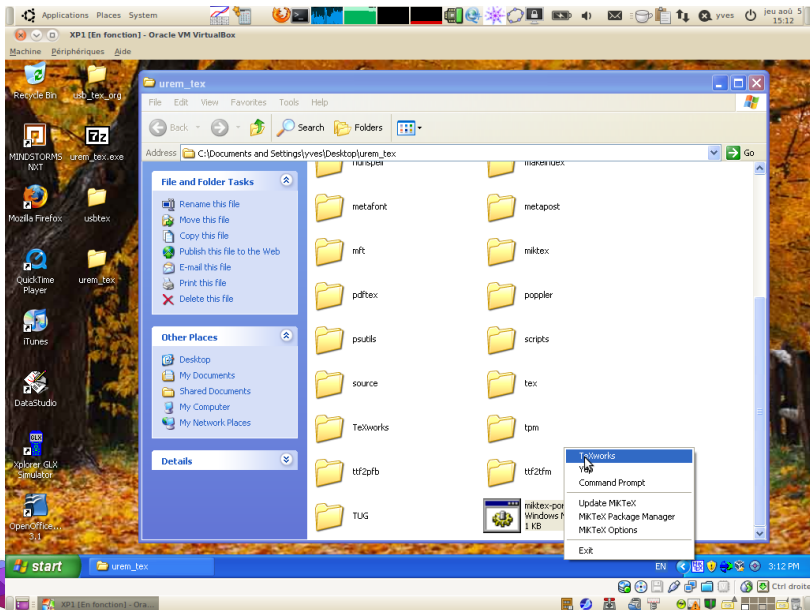 Applications Places System
yves
jeu aoû 5
15:12
XP1 [En fonction] - Oracle VM VirtualBox
Machine Périphériques Aide
Recycle Bin
usb_tex_org
MINDSTORMS
NXT
urem_tex.exe
Mozilla Firefox
usbtex
QuickTime
Player
urem_tex
iTunes
DataStudio
GLX
Xplorer GLX
Simulator
OpenOffice....
3.1
urem_tex
File Edit View Favorites Tools Help
Back
Search
Folders
Address
C:\Documents and Settings\yves\Desktop\urem_tex
Go
File and Folder Tasks
Rename this file
Move this file
Copy this file
Publish this file to the Web
E-mail this file
Print this file
Delete this file
Other Places
Desktop
My Documents
Shared Documents
My Computer
My Network Places
Details
hunspell
makeindex
metafont
metapost
mft
miktex
pdftex
poppler
psutils
scripts
source
tex
TeXworks
tpm
ttf2pfb
ttf2tfm
TUG
miktex-por
Windows N
1 KB
TeXworks
Command Prompt
Update MiKTeX
MiKTeX Package Manager
MiKTeX Options
Exit
start
urem_tex
EN
3:12 PM
Ctrl droite
XP1 [En fonction] - Ora...